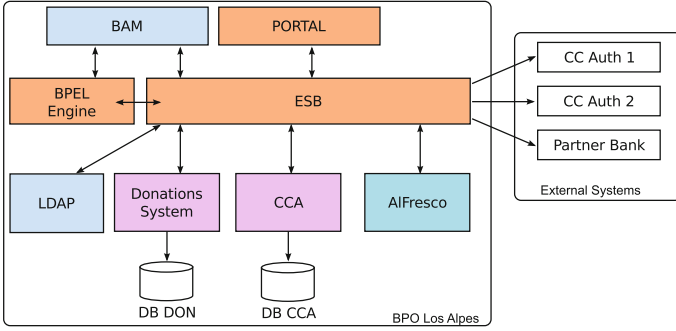 BAM
PORTAL
CC Auth 1
BPEL
Engine
ESB
CC Auth 2
Partner Bank
External Systems
LDAP
Donations
System
CCA
AlFresco
DB DON
DB CCA
BPO Los Alpes